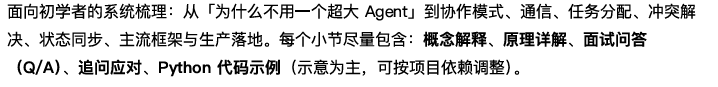 面向初学者的系统梳理：从「为什么不用一个超大 Agent」到协作模式、通信、任务分配、冲突解
决、状态同步、主流框架与生产落地。每个小节尽量包含：概念解释、原理详解、面试问答
（Q/A）、追问应对、Python 代码示例（示意为主，可按项目依赖调整）。